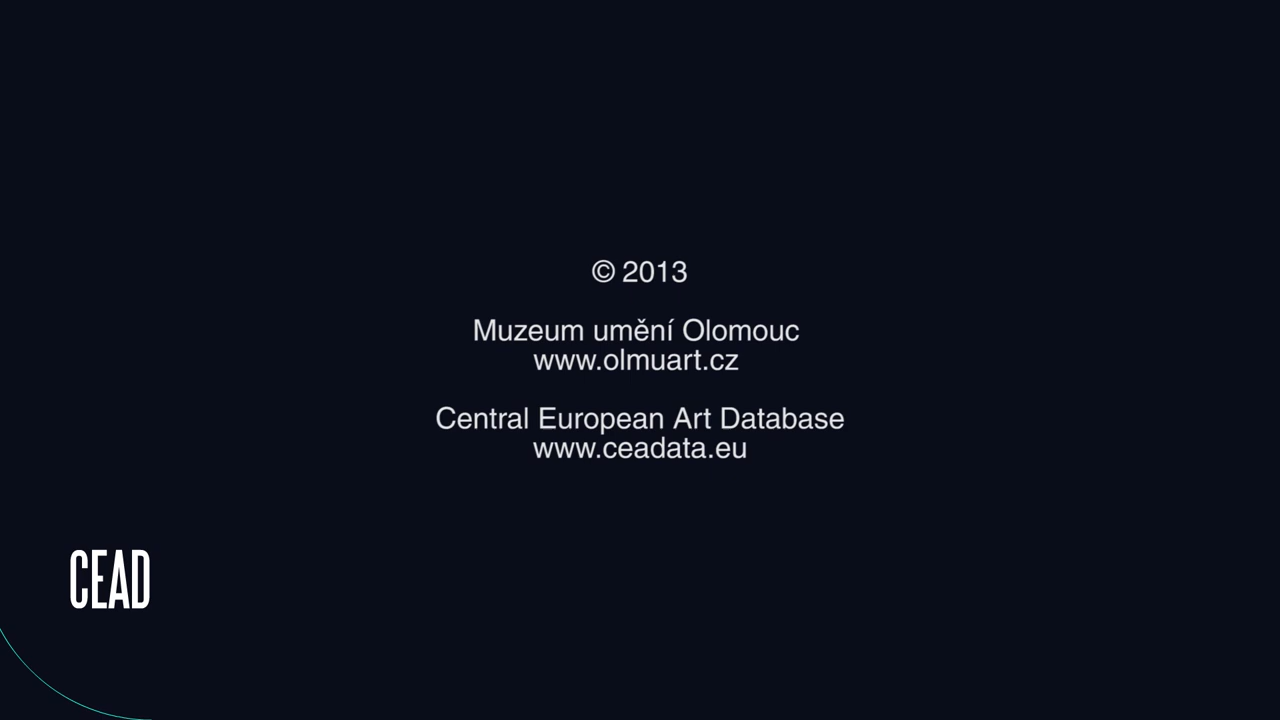 © 2013
Muzeum umění Olomouc
www.olmuart.cz
Central European Art Database
www.ceadata.eu
CEAD